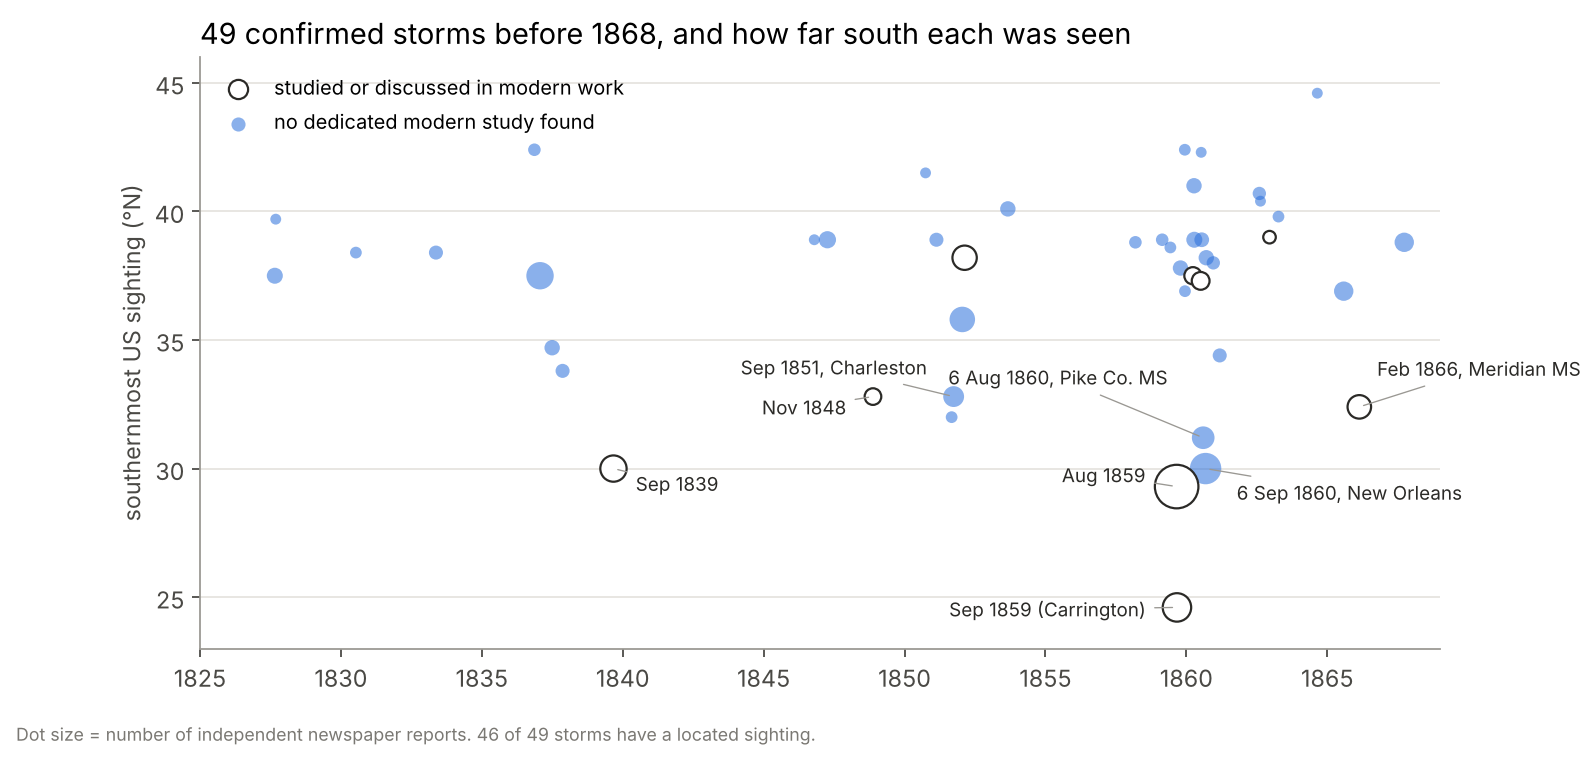 49 confirmed storms before 1868, and how far south each was seen
studied or discussed in modern work
no dedicated modern study found
southernmost US sighting (°N)
45
40
35
30
25
Sep 1851, Charleston
6 Aug 1860, Pike Co. MS
Feb 1866, Meridian MS
Nov 1848
Sep 1839
Aug 1859
6 Sep 1860, New Orleans
Sep 1859 (Carrington)
1825
1830
1835
1840
1845
1850
1855
1860
1865
Dot size = number of independent newspaper reports. 46 of 49 storms have a located sighting.